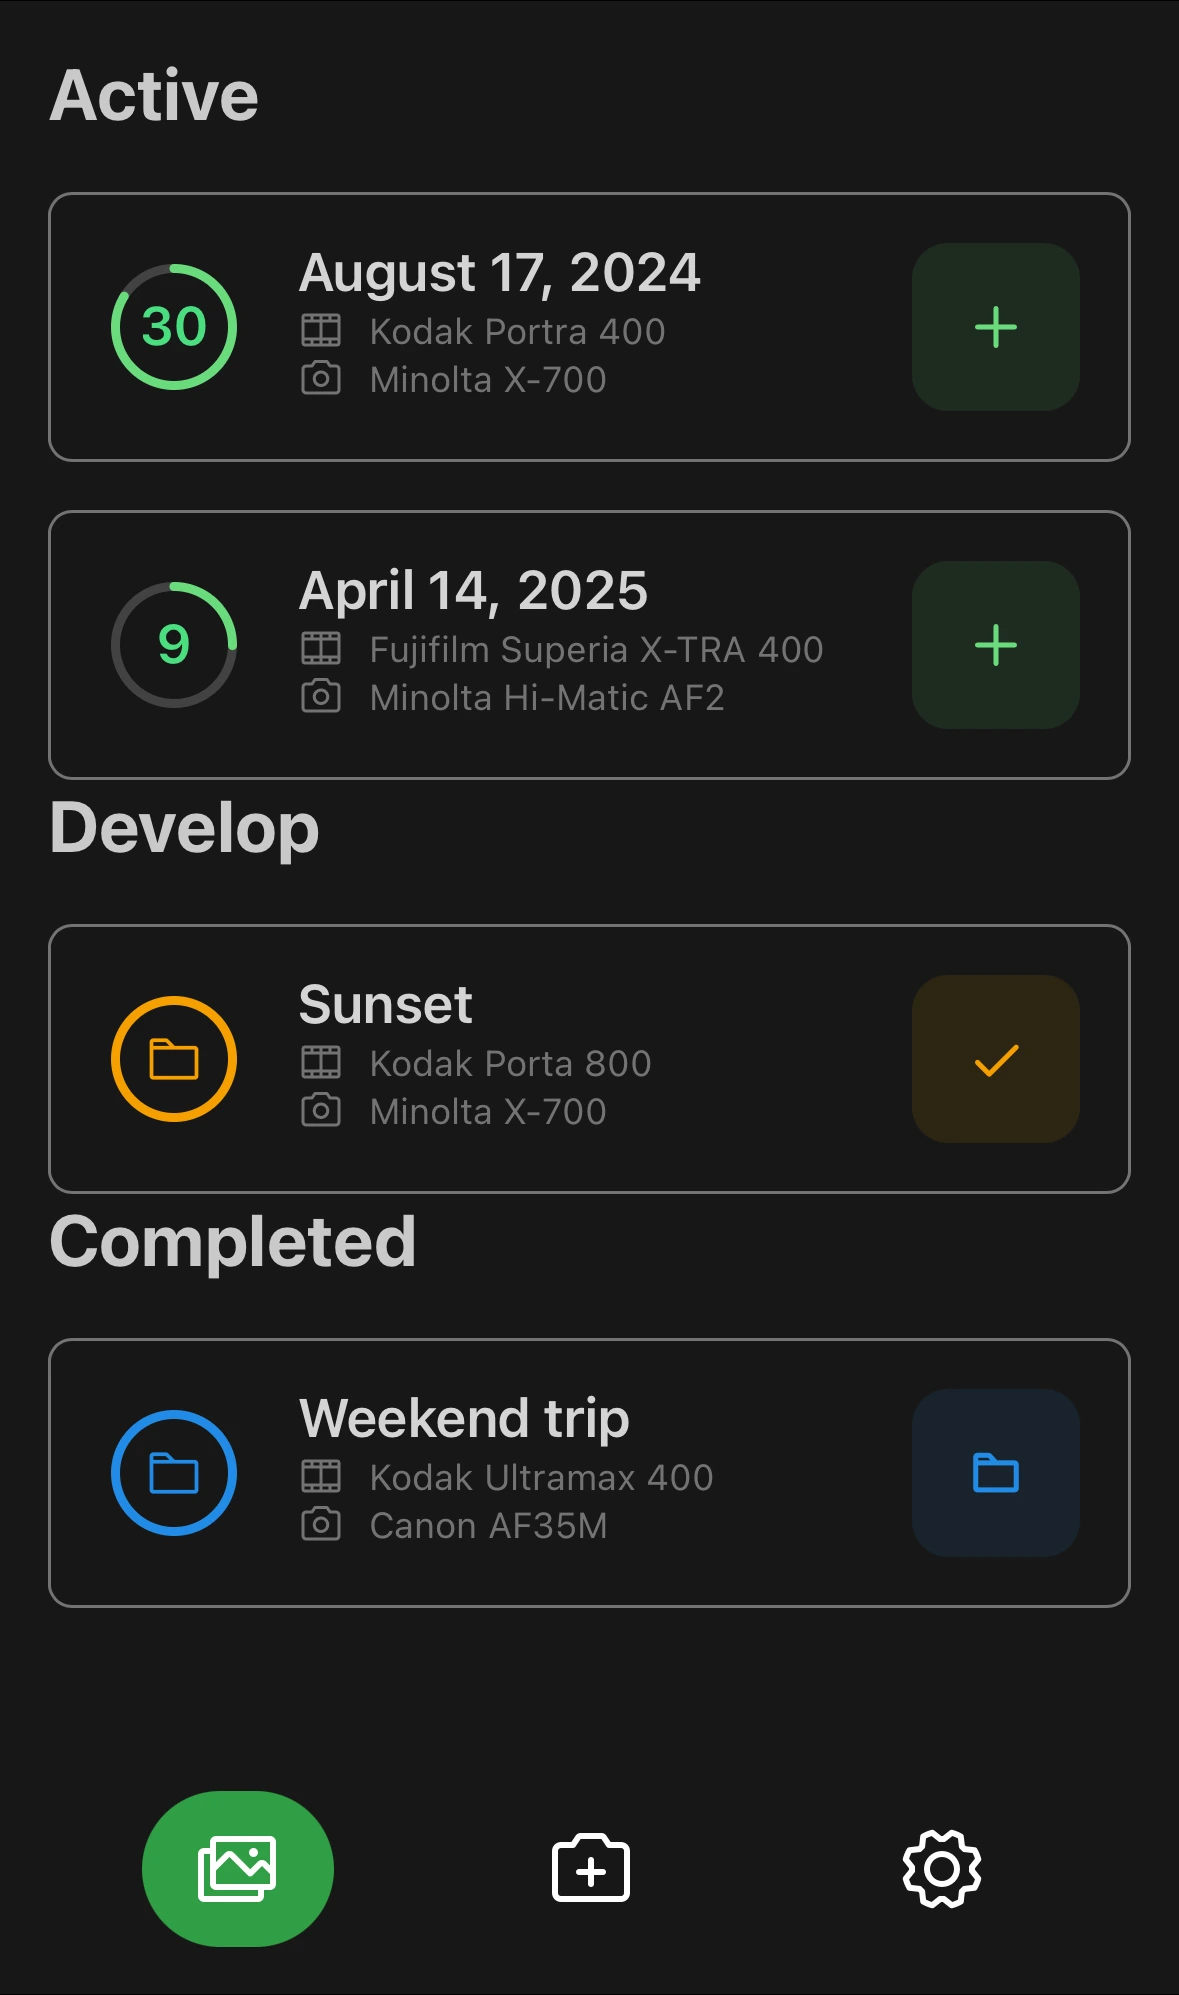 Active
August 17, 2024
30
Kodak Portra 400
Minolta X-700
April 14, 2025
9
Fujifilm Superia X-TRA 400
Minolta Hi-Matic AF2
Develop
Sunset
Kodak Porta 800
Minolta X-700
Completed
Weekend trip
Kodak Ultramax 400
Canon AF35M